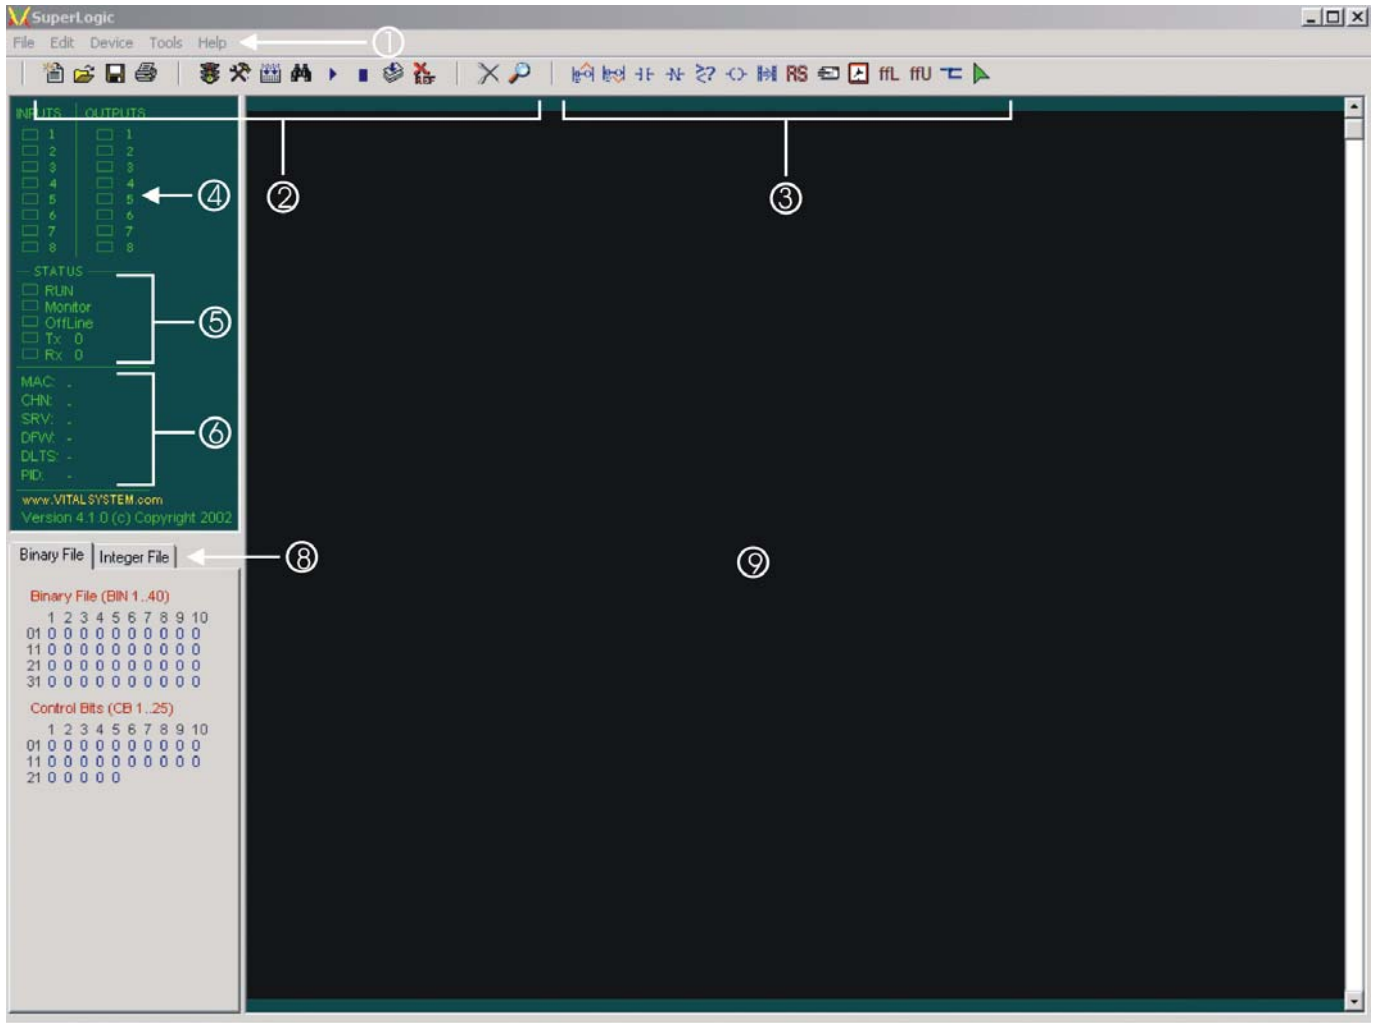 SuperLogic
File Edit Device Tools Help
①
REF
≥? RS ffL ffU
②
③
INPUTS OUTPUTS
1 1
2 2
3 3
4 4
5 5
6 6
7 7
8 8
④
STATUS
RUN
Monitor
OffLine
Tx 0
Rx 0
⑤
MAC: -
CHN: -
SRV: -
DFW: -
DLTS: -
PID: -
⑥
www.VITALSYSTEM.com
Version 4.1.0 (c) Copyright 2002
Binary File Integer File
⑧
⑨
Binary File (BIN 1..40)
1 2 3 4 5 6 7 8 9 10
01 0 0 0 0 0 0 0 0 0 0
11 0 0 0 0 0 0 0 0 0 0
21 0 0 0 0 0 0 0 0 0 0
31 0 0 0 0 0 0 0 0 0 0
Control Bits (CB 1..25)
1 2 3 4 5 6 7 8 9 10
01 0 0 0 0 0 0 0 0 0 0
11 0 0 0 0 0 0 0 0 0 0
21 0 0 0 0 0